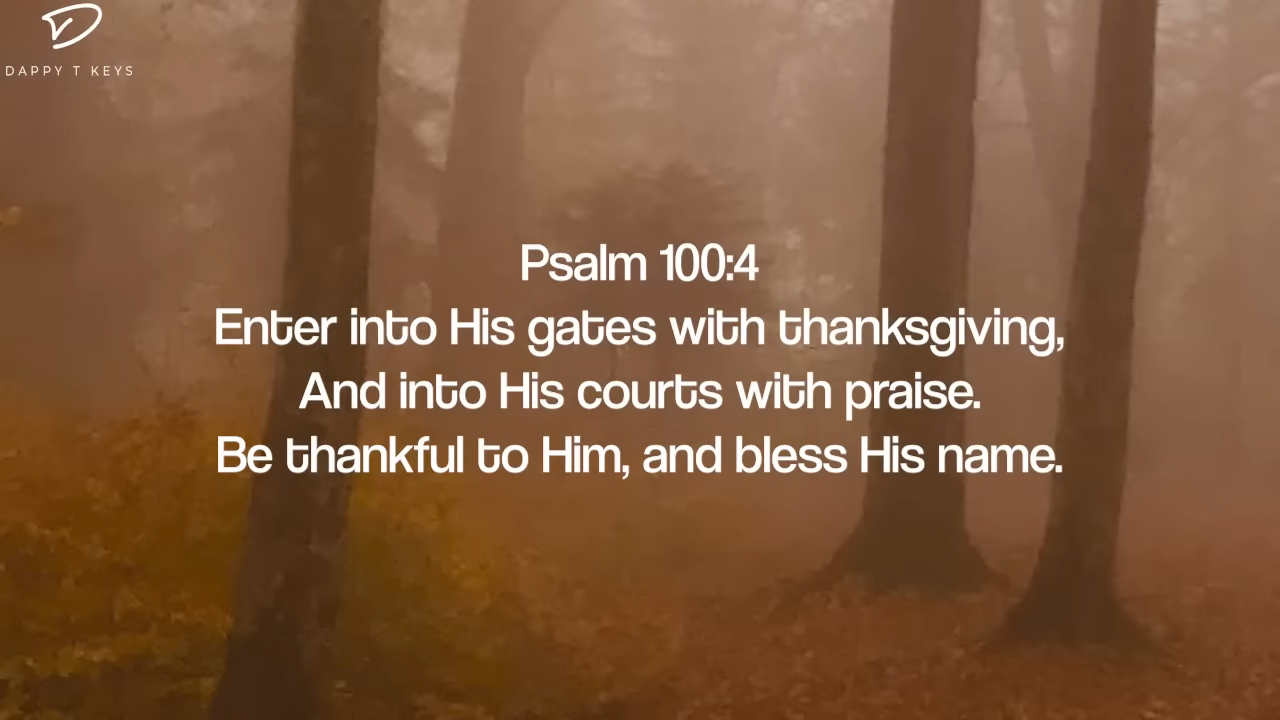 DAPPY T KEYS
Psalm 100:4
Enter into His gates with thanksgiving,
And into His courts with praise.
Be thankful to Him, and bless His name.